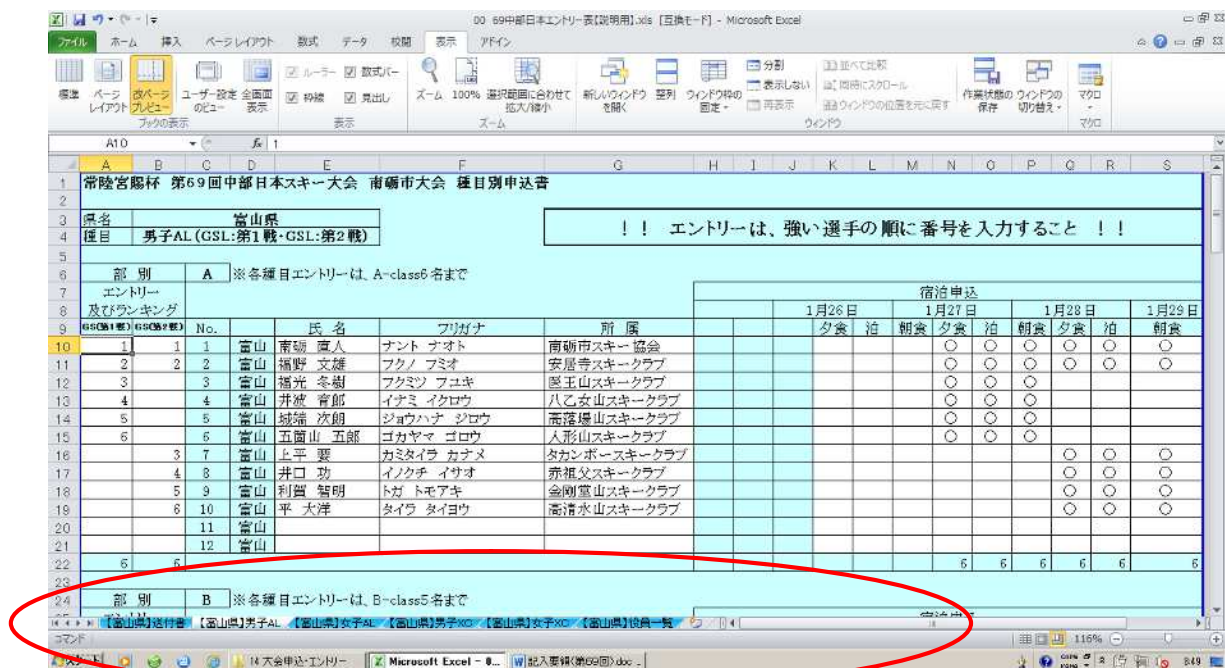 00 69中部日本エントリー表【説明用】.xls [互換モード] - Microsoft Excel
ファイル ホーム 挿入 ページ レイアウト 数式 データ 校閲 表示 アドイン
標準 ページ レイアウト 改ページ プレビュー ユーザー設定のビュー 全画面表示 ルーラー 数式バー 枠線 見出し ズーム 100% 選択範囲に合わせて拡大/縮小 新しいウィンドウを開く 整列 ウィンドウ枠の固定 分割 表示しない 再表示 並べて比較 同時にスクロール ウィンドウの位置を元に戻す 作業状態の保存 ウィンドウの切り替え マクロ
ブックの表示 表示 ズーム ウィンドウ マクロ
A10 fx 1
A B C D E F G H I J K L M N O P Q R S
1 常陸宮賜杯 第69回中部日本スキー大会 南砺市大会 種目別申込書
2
3 県名 富山県
!! エントリーは、強い選手の順に番号を入力すること !!
4 種目 男子AL(GSL:第1戦・GSL:第2戦)
5
6 部 別 A ※各種目エントリーは、A-class6名まで
7 エントリー 宿泊申込
8 及びランキング 1月26日 1月27日 1月28日 1月29日
9 GS(第1戦) GS(第2戦) No. 氏 名 フリガナ 所 属 夕食 泊 朝食 夕食 泊 朝食 夕食 泊 朝食
10 1 1 1 富山 南砺 直人 ナント ナオト 南砺市スキー協会 ○ ○ ○ ○ ○ ○
11 2 2 2 富山 福野 文雄 フクノ フミオ 安居寺スキークラブ ○ ○ ○ ○ ○ ○
12 3 3 富山 福光 冬樹 フクミツ フユキ 医王山スキークラブ ○ ○ ○
13 4 4 富山 井波 育郎 イナミ イクロウ 八乙女山スキークラブ ○ ○ ○
14 5 5 富山 城端 次朗 ジョウハナ ジロウ 高落場山スキークラブ ○ ○ ○
15 6 6 富山 五箇山 五郎 ゴカヤマ ゴロウ 人形山スキークラブ ○ ○ ○
16 3 7 富山 上平 要 カミタイラ カナメ タカンボースキークラブ ○ ○ ○
17 4 8 富山 井口 功 イノクチ イサオ 赤祖父スキークラブ ○ ○ ○
18 5 9 富山 利賀 智明 トガ トモアキ 金剛堂山スキークラブ ○ ○ ○
19 6 10 富山 平 大洋 タイラ タイヨウ 高清水山スキークラブ ○ ○ ○
20 11 富山
21 12 富山
22 6 6 6 6 6 6 6 6
23
24 部 別 B ※各種目エントリーは、B-class5名まで
【富山県】送付書 【富山県】男子AL 【富山県】女子AL 【富山県】男子XC 【富山県】女子XC 【富山県】役員一覧
コマンド 116%
スタート 14 大会申込・エントリー Microsoft Excel - 0... 記入要領(第69回).doc .. 8:49